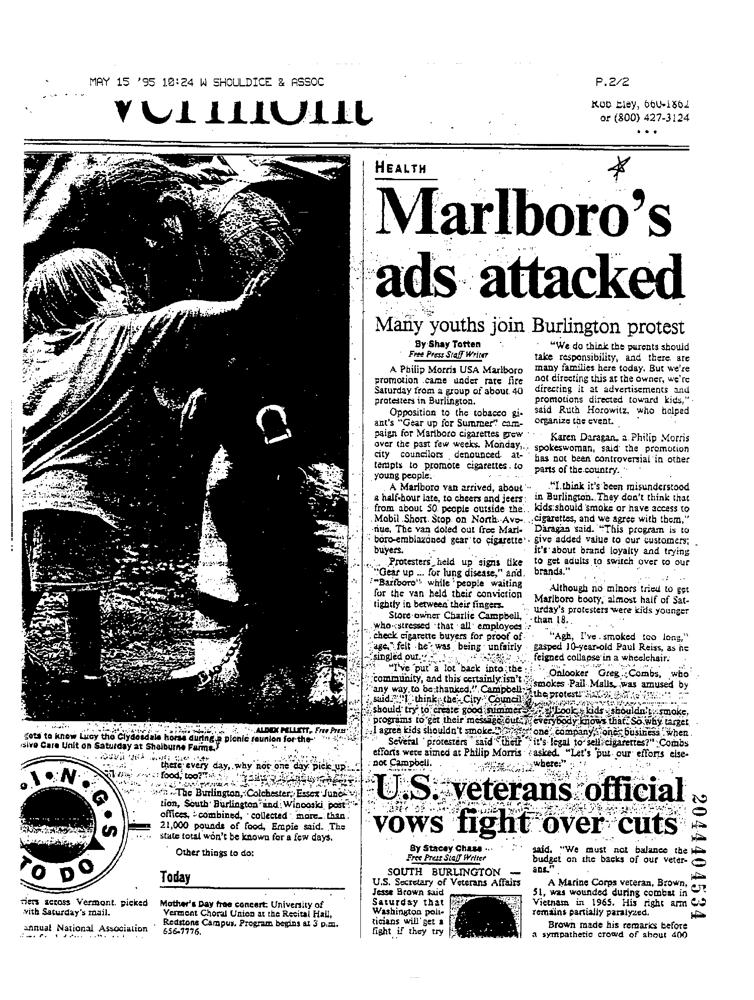 MAY 15 '95 10:24 W SHOULDICE & ASSOC P.2/2
Vermont
Rob Eley, 660-1862
or (800) 427-3124
• • •
HEALTH
Marlboro's
ads attacked
Many youths join Burlington protest
By Shay Totten
Free Press Staff Writer
A Philip Morris USA Marlboro
promotion came under rare fire
Saturday from a group of about 40
protesters in Burlington.
Opposition to the tobacco gi-
ant's "Gear up for Summer" cam-
paign for Marlboro cigarettes grew
over the past few weeks. Monday,
city councilors denounced at-
tempts to promote cigarettes to
young people.
A Marlboro van arrived, about
a half-hour late, to cheers and jeers
from about 50 people outside the
Mobil Short Stop on North Ave-
nue. The van doled out free Marl-
boro-emblazoned gear to cigarette
buyers.
Protesters held up signs like
"Gear up ... for lung disease," and
"Barfboro" while people waiting
for the van held their conviction
tightly in between their fingers.
Store owner Charlie Campbell,
who stressed that all employees
check cigarette buyers for proof of
age, felt he was being unfairly
singled out.
"I've put a lot back into the
community, and this certainly isn't
any way to be thanked," Campbell
said. "I think the City Council
should try to create good summer
programs to get their message out.
I agree kids shouldn't smoke."
Several protesters said their
efforts were aimed at Philip Morris
not Campbell.
"We do think the parents should
take responsibility, and there are
many families here today. But we're
not directing this at the owner, we're
directing it at advertisements and
promotions directed toward kids,"
said Ruth Horowitz, who helped
organize the event.
Karen Daragan, a Philip Morris
spokeswoman, said the promotion
has not been controversial in other
parts of the country.
"I think it's been misunderstood
in Burlington. They don't think that
kids should smoke or have access to
cigarettes, and we agree with them,"
Daragan said. "This program is to
give added value to our customers;
it's about brand loyalty and trying
to get adults to switch over to our
brands."
Although no minors tried to get
Marlboro booty, almost half of Sat-
urday's protesters were kids younger
than 18.
"Agh, I've smoked too long,"
gasped 10-year-old Paul Reiss, as he
feigned collapse in a wheelchair.
Onlooker Greg Combs, who
smokes Pall Malls, was amused by
the protest.
"Look, kids shouldn't smoke,
everybody knows that. So why target
one company, one business when
it's legal to sell cigarettes?" Combs
asked. "Let's put our efforts else-
where."
ALDEN PELLETT, Free Press
gets to know Lucy the Clydesdale horse during a picnic reunion for the
sive Care Unit on Saturday at Shelburne Farms.
I·N·G·S
TO DO
riers across Vermont picked
with Saturday's mail.
annual National Association
there every day, why not one day pick up
food, too?"
The Burlington, Colchester, Essex Junc-
tion, South Burlington and Winooski post
offices, combined, collected more than
21,000 pounds of food, Empie said. The
state total won't be known for a few days.
Other things to do:
Today
Mother's Day free concert: University of
Vermont Choral Union at the Recital Hall,
Redstone Campus. Program begins at 3 p.m.
656-7776.
U.S. veterans official
vows fight over cuts
By Stacey Chase
Free Press Staff Writer
SOUTH BURLINGTON —
U.S. Secretary of Veterans Affairs
Jesse Brown said
Saturday that
Washington poli-
ticians will get a
fight if they try
said. "We must not balance the
budget on the backs of our veter-
ans."
A Marine Corps veteran, Brown,
51, was wounded during combat in
Vietnam in 1965. His right arm
remains partially paralyzed.
Brown made his remarks before
a sympathetic crowd of about 400
2044404534